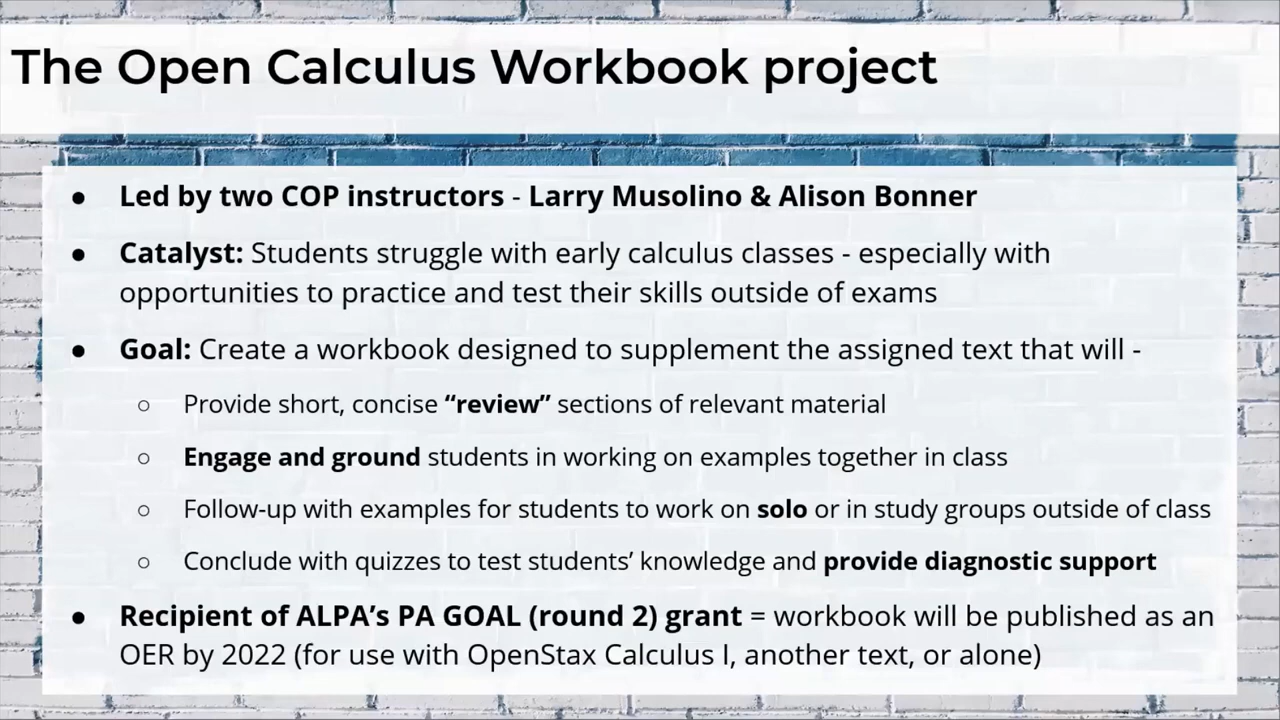 The Open Calculus Workbook project
● Led by two COP instructors - Larry Musolino & Alison Bonner
● Catalyst: Students struggle with early calculus classes - especially with
opportunities to practice and test their skills outside of exams
● Goal: Create a workbook designed to supplement the assigned text that will -
○ Provide short, concise “review” sections of relevant material
○ Engage and ground students in working on examples together in class
○ Follow-up with examples for students to work on solo or in study groups outside of class
○ Conclude with quizzes to test students’ knowledge and provide diagnostic support
● Recipient of ALPA’s PA GOAL (round 2) grant = workbook will be published as an
OER by 2022 (for use with OpenStax Calculus I, another text, or alone)